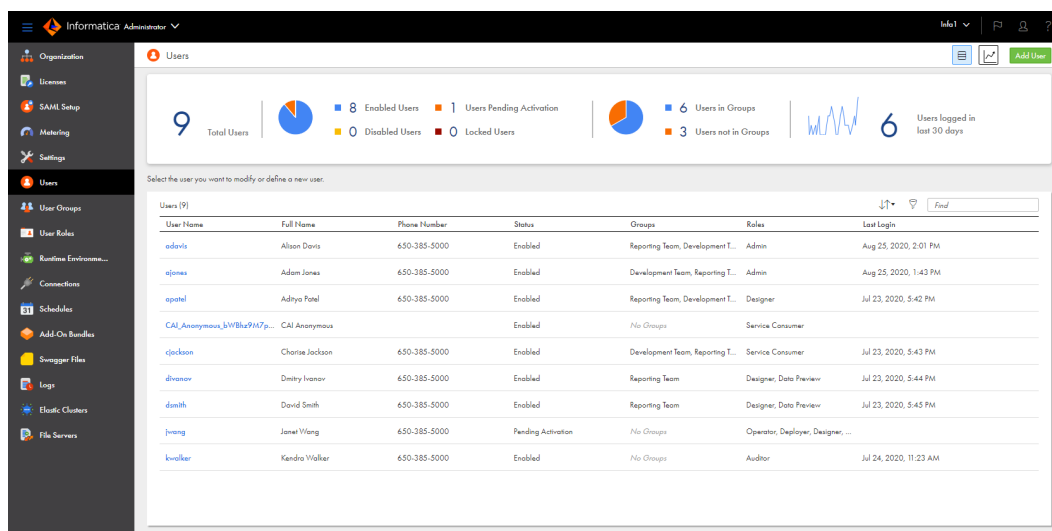 Informatica Administrator
Infa1
?
Organization
Licenses
SAML Setup
Metering
Settings
Users
User Groups
User Roles
Runtime Environme...
Connections
31 Schedules
Add-On Bundles
Swagger Files
Logs
Elastic Clusters
File Servers
Users
Add User
9 Total Users
8 Enabled Users 1 Users Pending Activation
0 Disabled Users 0 Locked Users
6 Users in Groups
3 Users not in Groups
6 Users logged in
last 30 days
Select the user you want to modify or define a new user.
Users (9) Find
User Name Full Name Phone Number Status Groups Roles Last Login
adavis Alison Davis 650-385-5000 Enabled Reporting Team, Development T... Admin Aug 25, 2020, 2:01 PM
ajones Adam Jones 650-385-5000 Enabled Development Team, Reporting T... Admin Aug 25, 2020, 1:43 PM
apatel Aditya Patel 650-385-5000 Enabled Reporting Team, Development T... Designer Jul 23, 2020, 5:42 PM
CAI_Anonymous_bWBhz9M7p... CAI Anonymous Enabled No Groups Service Consumer
cjackson Charise Jackson 650-385-5000 Enabled Development Team, Reporting T... Service Consumer Jul 23, 2020, 5:43 PM
divanov Dmitry Ivanov 650-385-5000 Enabled Reporting Team Designer, Data Preview Jul 23, 2020, 5:44 PM
dsmith David Smith 650-385-5000 Enabled Reporting Team Designer, Data Preview Jul 23, 2020, 5:45 PM
jwang Janet Wang 650-385-5000 Pending Activation No Groups Operator, Deployer, Designer, ...
kwalker Kendra Walker 650-385-5000 Enabled No Groups Auditor Jul 24, 2020, 11:23 AM